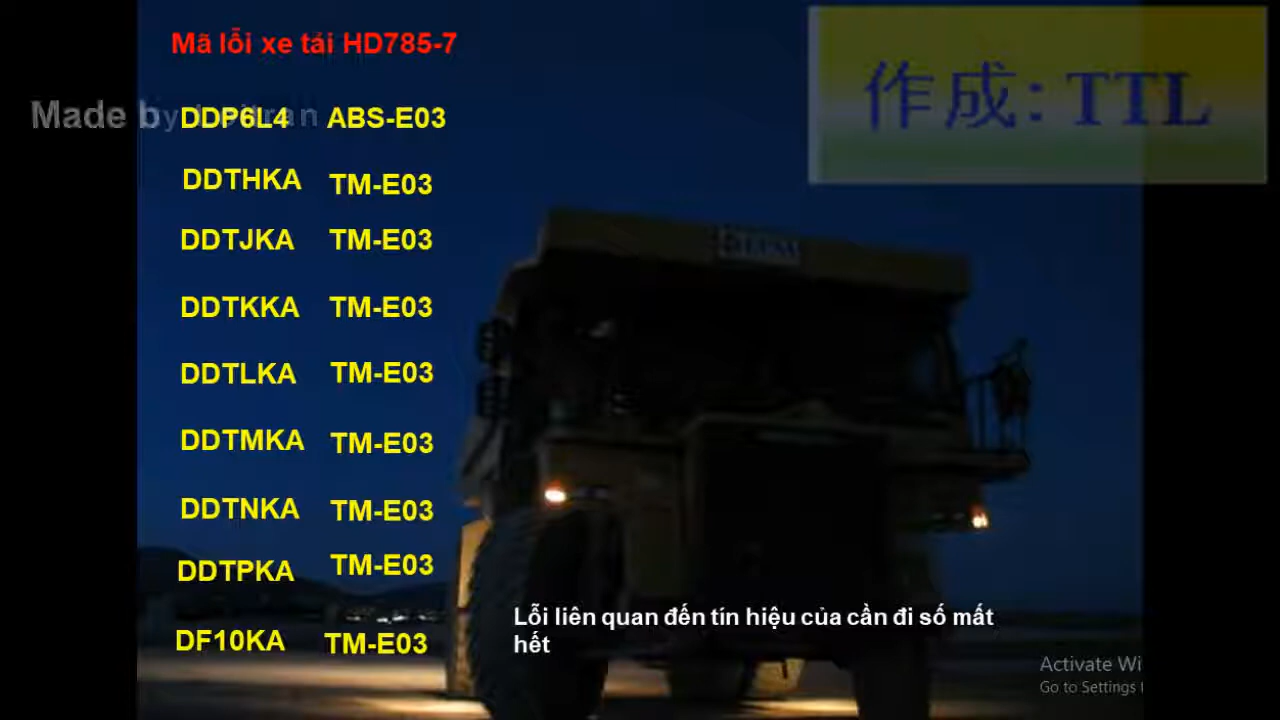 Mã lỗi xe tải HD785-7
作成: TTL
Made by
DDP6L4 ABS-E03
DDTHKA TM-E03
DDTJKA TM-E03
DDTKKA TM-E03
DDTLKA TM-E03
DDTMKA TM-E03
DDTNKA TM-E03
DDTPKA TM-E03
DF10KA TM-E03
Lỗi liên quan đến tín hiệu của cần đi số mất
hết
Activate Wi
Go to Settings t